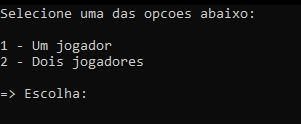 Selecione uma das opcoes abaixo:
1 - Um jogador
2 - Dois jogadores
=> Escolha: